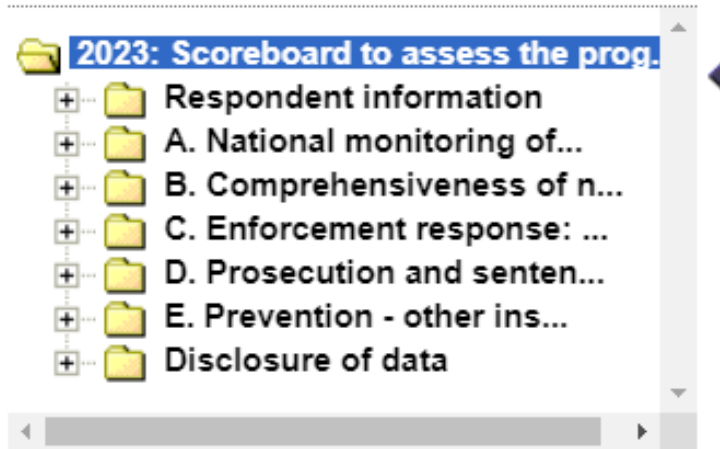 2023: Scoreboard to assess the prog.
Respondent information
A. National monitoring of...
B. Comprehensiveness of n...
C. Enforcement response: ...
D. Prosecution and senten...
E. Prevention - other ins...
Disclosure of data